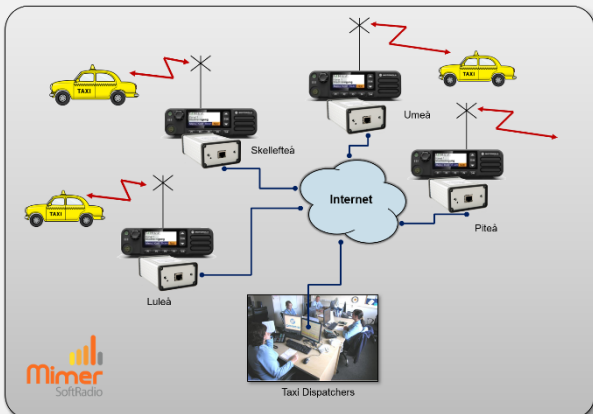 TAXI
TAXI
Umeå
Skellefteå
Internet
TAXI
Piteå
Luleå
Mimer
SoftRadio
Taxi Dispatchers